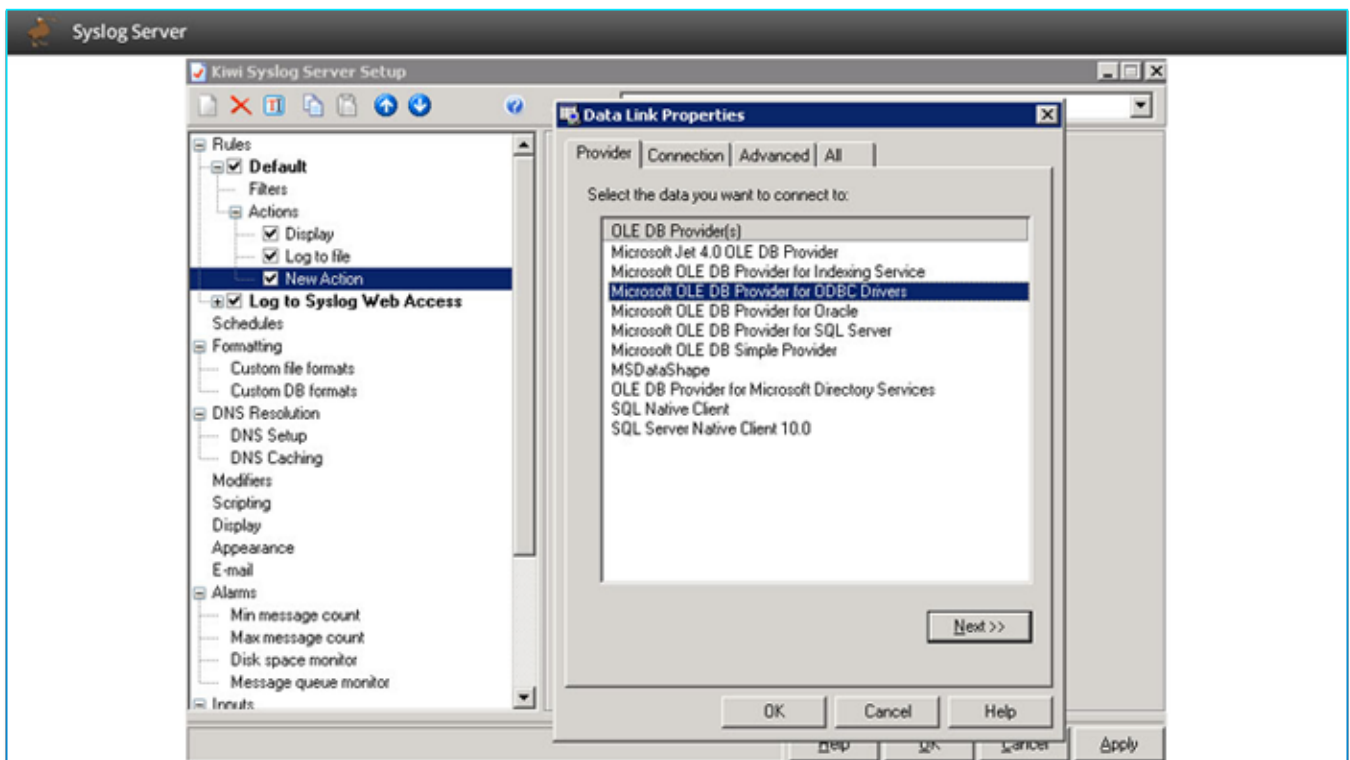 Syslog Server
Kiwi Syslog Server Setup
Data Link Properties
Rules
Default
Filters
Actions
Display
Log to file
New Action
Log to Syslog Web Access
Schedules
Formatting
Custom file formats
Custom DB formats
DNS Resolution
DNS Setup
DNS Caching
Modifiers
Scripting
Display
Appearance
E-mail
Alarms
Min message count
Max message count
Disk space monitor
Message queue monitor
Inputs
Provider Connection Advanced All
Select the data you want to connect to:
OLE DB Provider(s)
Microsoft Jet 4.0 OLE DB Provider
Microsoft OLE DB Provider for Indexing Service
Microsoft OLE DB Provider for ODBC Drivers
Microsoft OLE DB Provider for Oracle
Microsoft OLE DB Provider for SQL Server
Microsoft OLE DB Simple Provider
MSDataShape
OLE DB Provider for Microsoft Directory Services
SQL Native Client
SQL Server Native Client 10.0
Next >>
OK Cancel Help
Help OK Cancel Apply